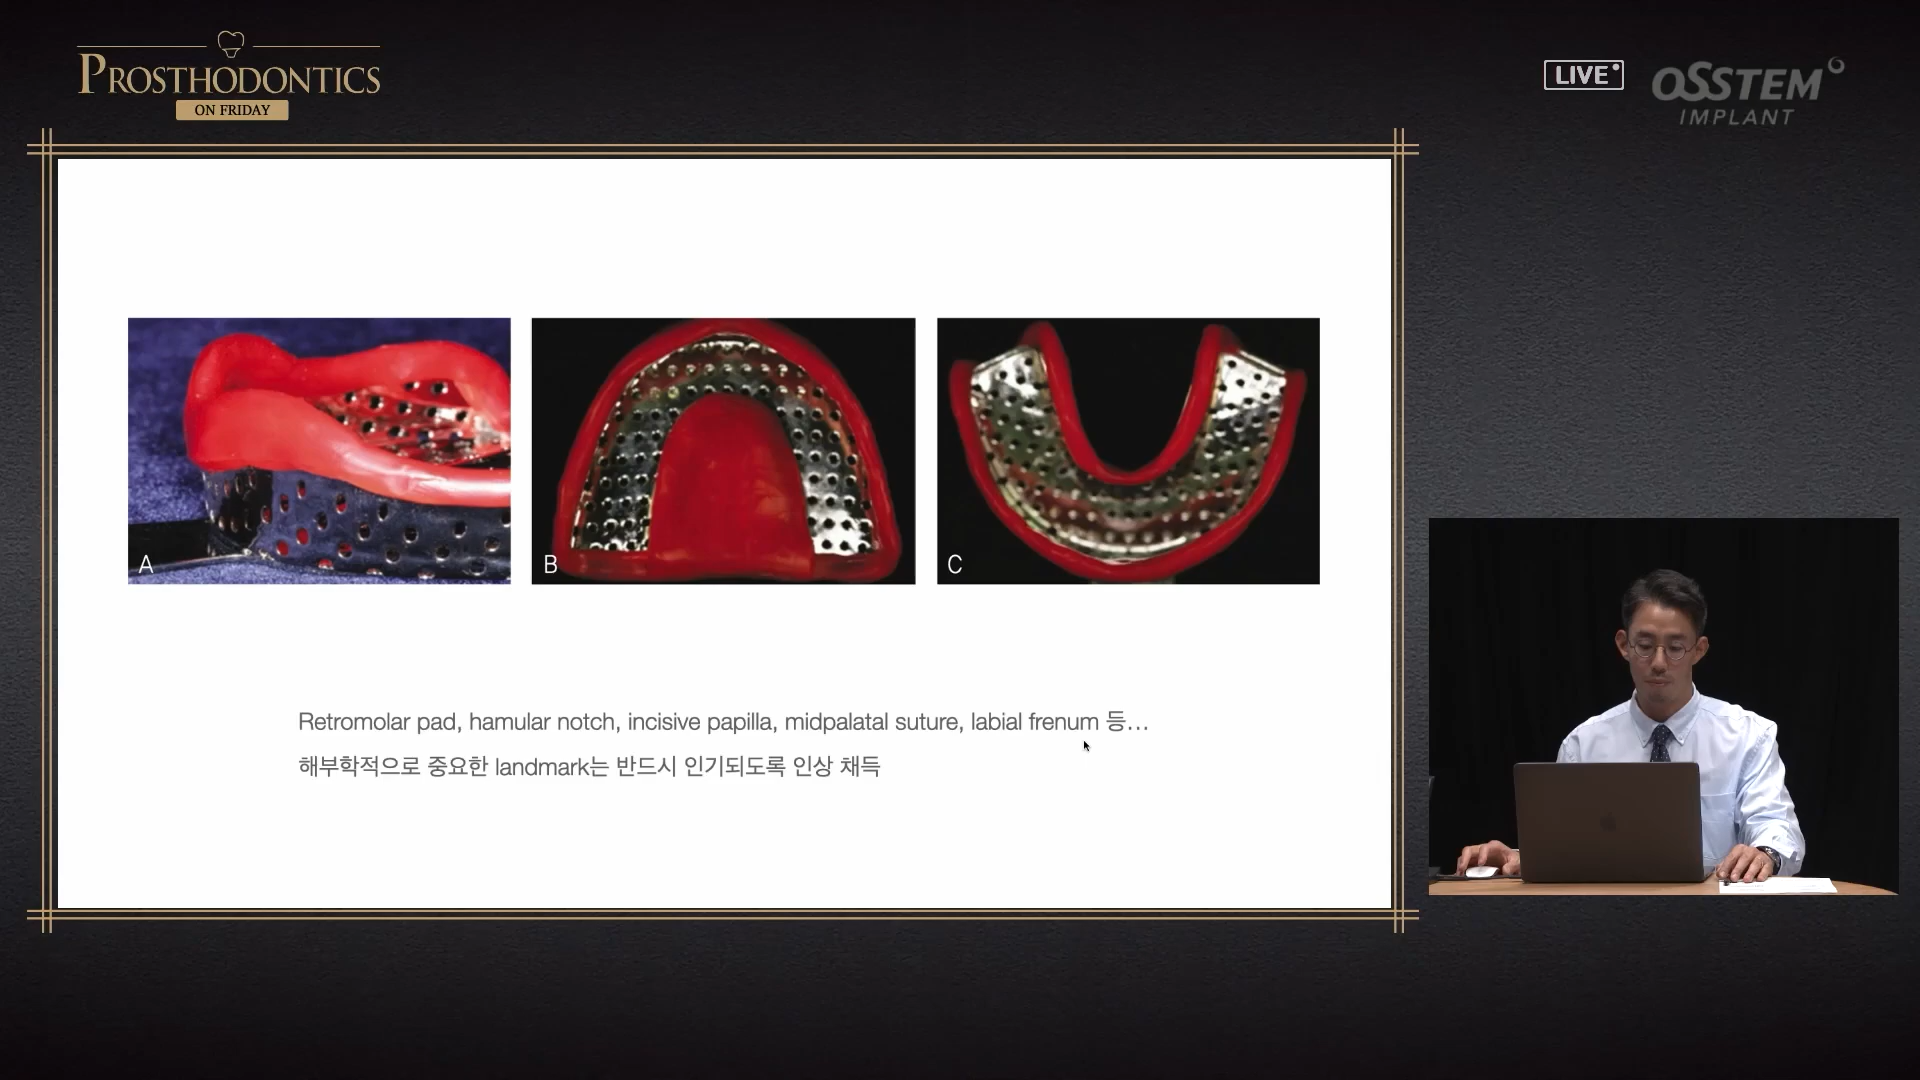 PROSTHODONTICS
ON FRIDAY
LIVE
OSSTEM
IMPLANT
A
B
C
Retromolar pad, hamular notch, incisive papilla, midpalatal suture, labial frenum 등…
해부학적으로 중요한 landmark는 반드시 인기되도록 인상 채득